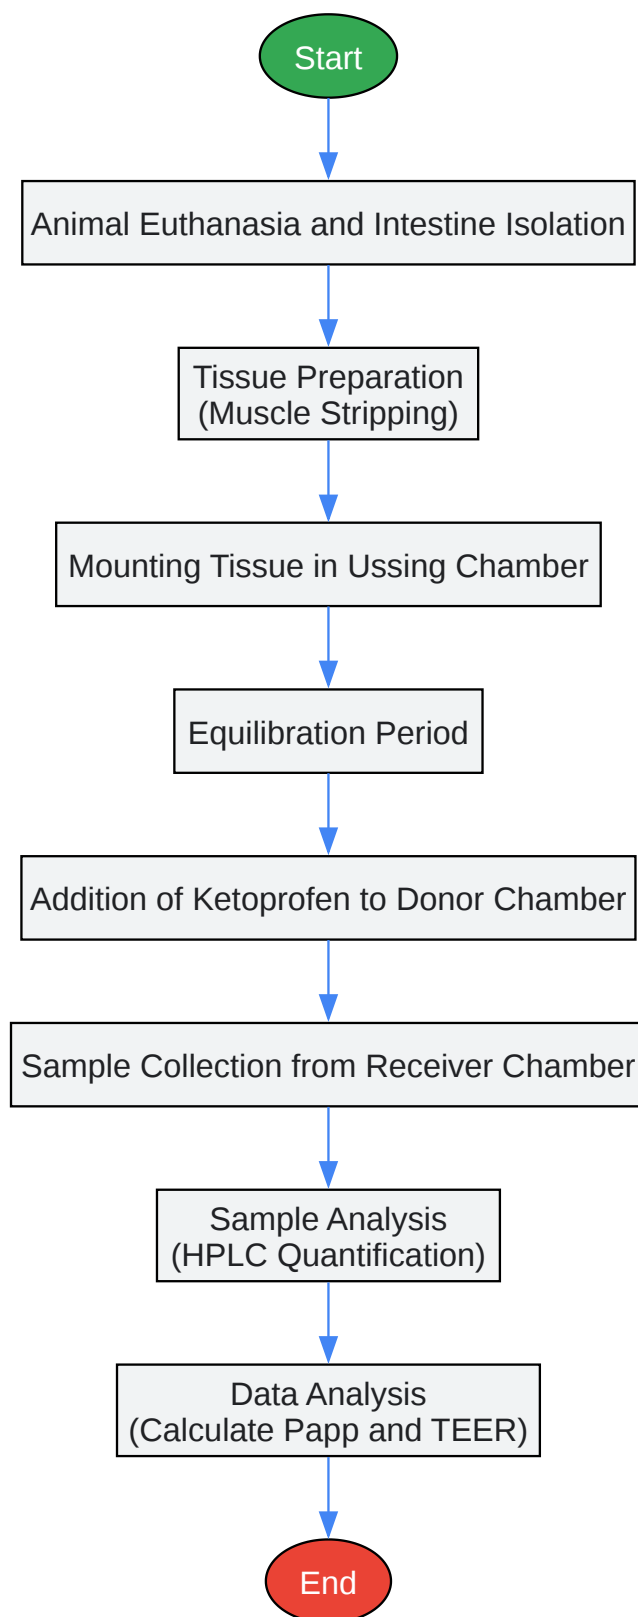 Start
Animal Euthanasia and Intestine Isolation
Tissue Preparation
(Muscle Stripping)
Mounting Tissue in Ussing Chamber
Equilibration Period
Addition of Ketoprofen to Donor Chamber
Sample Collection from Receiver Chamber
Sample Analysis
(HPLC Quantification)
Data Analysis
(Calculate Papp and TEER)
End